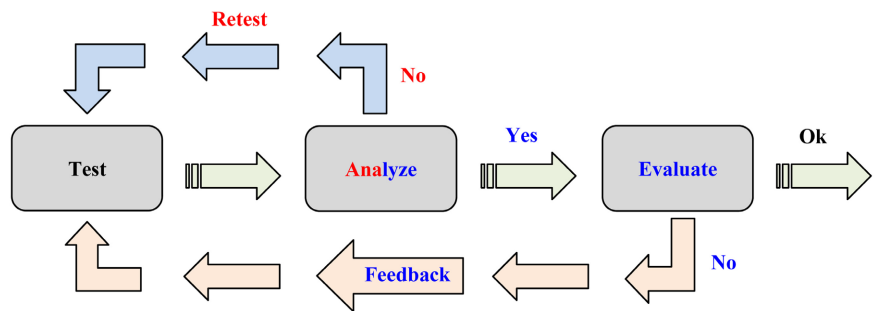 Retest
No
Yes
Ok
Test
Analyze
Evaluate
Feedback
No